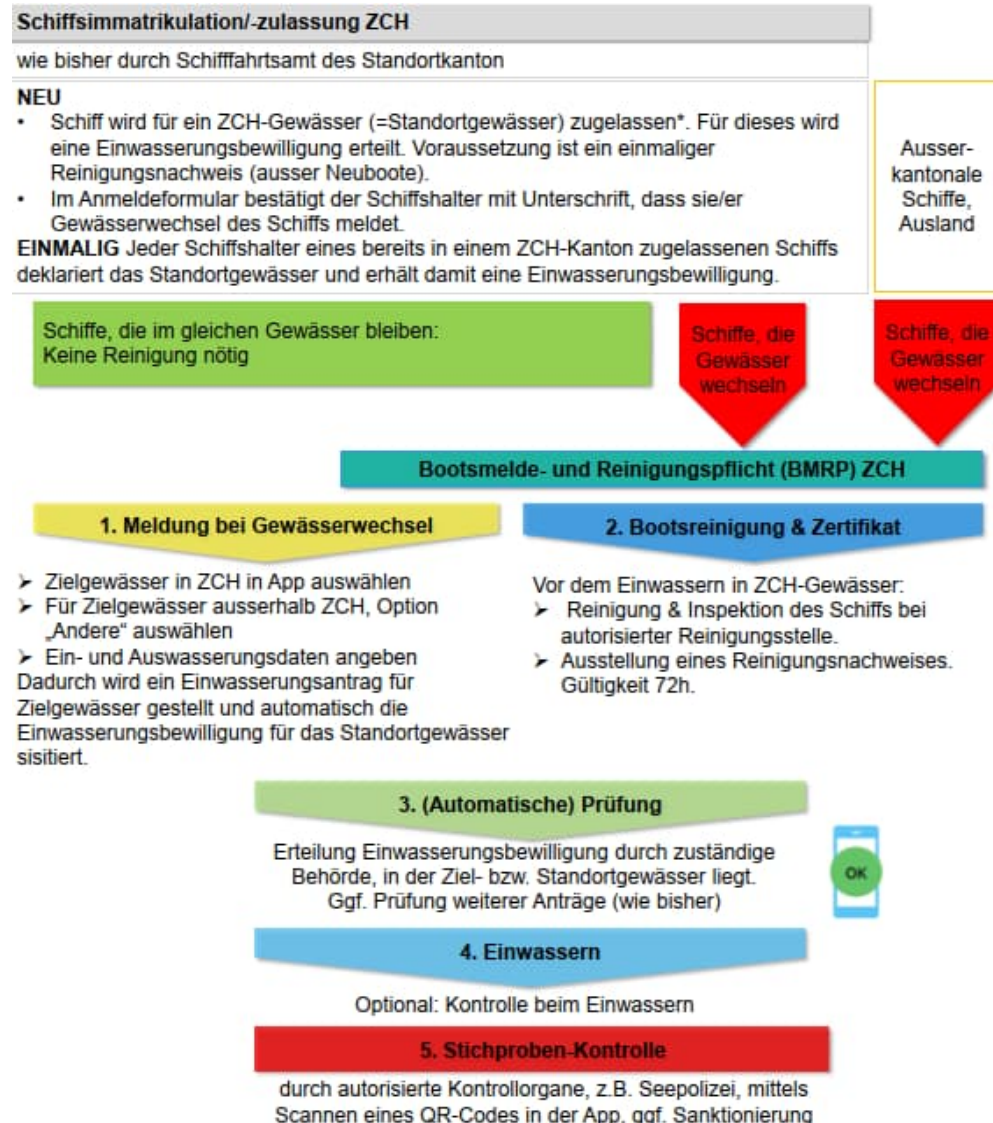 Schiffsimmatrikulation/-zulassung ZCH
wie bisher durch Schifffahrtsamt des Standortkanton
NEU
• Schiff wird für ein ZCH-Gewässer (=Standortgewässer) zugelassen*. Für dieses wird
eine Einwasserungsbewilligung erteilt. Voraussetzung ist ein einmaliger
Reinigungsnachweis (ausser Neuboote).
• Im Anmeldeformular bestätigt der Schiffshalter mit Unterschrift, dass sie/er
Gewässerwechsel des Schiffs meldet.
EINMALIG Jeder Schiffshalter eines bereits in einem ZCH-Kanton zugelassenen Schiffs
deklariert das Standortgewässer und erhält damit eine Einwasserungsbewilligung.
Ausser-
kantonale
Schiffe,
Ausland
Schiffe, die im gleichen Gewässer bleiben:
Keine Reinigung nötig
Schiffe, die
Gewässer
wechseln
Schiffe, die
Gewässer
wechseln
Bootsmelde- und Reinigungspflicht (BMRP) ZCH
1. Meldung bei Gewässerwechsel
➢ Zielgewässer in ZCH in App auswählen
➢ Für Zielgewässer ausserhalb ZCH, Option
„Andere“ auswählen
➢ Ein- und Auswasserungsdaten angeben
Dadurch wird ein Einwasserungsantrag für
Zielgewässer gestellt und automatisch die
Einwasserungsbewilligung für das Standortgewässer
sisitiert.
2. Bootsreinigung & Zertifikat
Vor dem Einwassern in ZCH-Gewässer:
➢ Reinigung & Inspektion des Schiffs bei
autorisierter Reinigungsstelle.
➢ Ausstellung eines Reinigungsnachweises.
Gültigkeit 72h.
3. (Automatische) Prüfung
Erteilung Einwasserungsbewilligung durch zuständige
Behörde, in der Ziel- bzw. Standortgewässer liegt.
Ggf. Prüfung weiterer Anträge (wie bisher)
OK
4. Einwassern
Optional: Kontrolle beim Einwassern
5. Stichproben-Kontrolle
durch autorisierte Kontrollorgane, z.B. Seepolizei, mittels
Scannen eines QR-Codes in der App, ggf. Sanktionierung